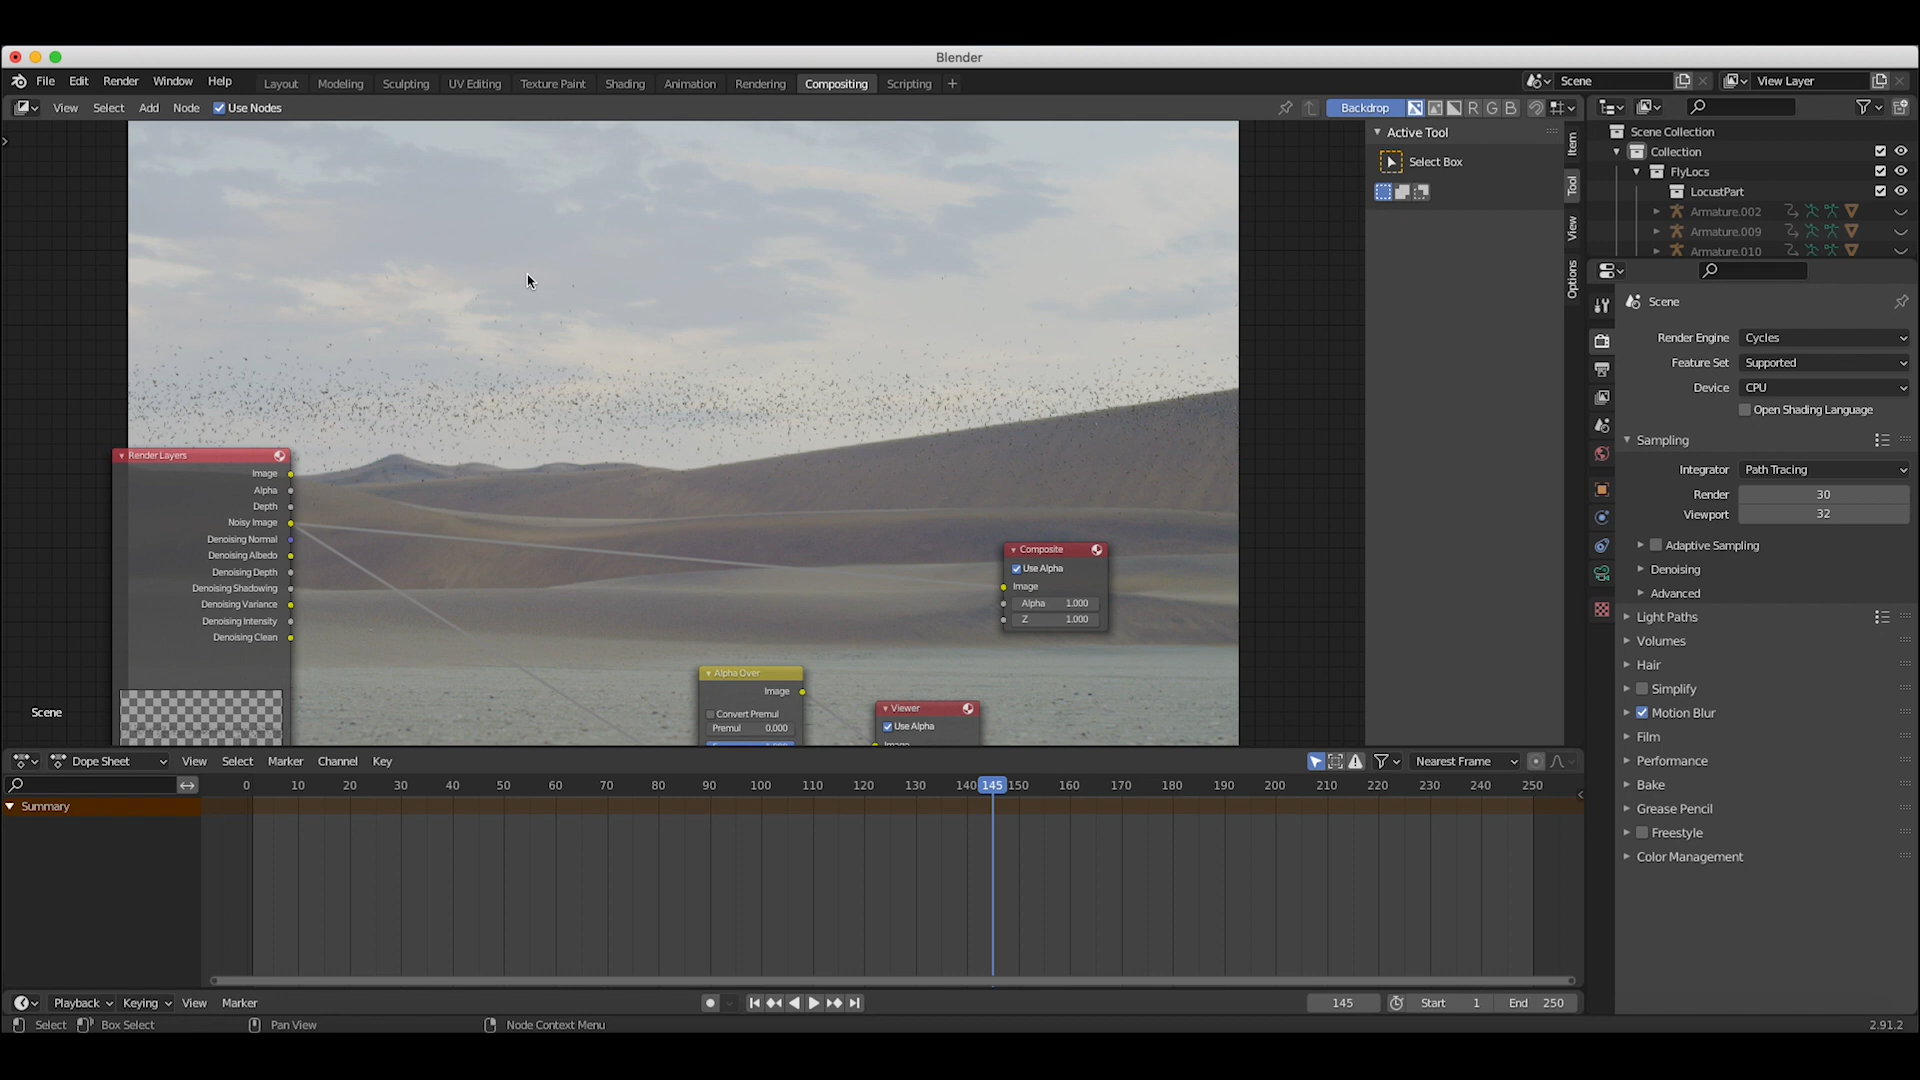 Blender
File Edit Render Window Help
Layout Modeling Sculpting UV Editing Texture Paint Shading Animation Rendering Compositing Scripting +
Scene
View Layer
View Select Add Node Use Nodes
Backdrop R G B
Active Tool
Select Box
Item
Tool
View
Options
Scene Collection
Collection
FlyLocs
LocustPart
Armature.002
Armature.009
Armature.010
Scene
Render Engine Cycles
Feature Set Supported
Device CPU
Open Shading Language
Sampling
Integrator Path Tracing
Render 30
Viewport 32
Adaptive Sampling
Denoising
Advanced
Light Paths
Volumes
Hair
Simplify
Motion Blur
Film
Performance
Bake
Grease Pencil
Freestyle
Color Management
Render Layers
Image
Alpha
Depth
Noisy Image
Denoising Normal
Denoising Albedo
Denoising Depth
Denoising Shadowing
Denoising Variance
Denoising Intensity
Denoising Clean
Scene
Composite
Use Alpha
Image
Alpha 1.000
Z 1.000
Alpha Over
Image
Convert Premul
Premul 0.000
Viewer
Use Alpha
Image
Dope Sheet View Select Marker Channel Key
Nearest Frame
0 10 20 30 40 50 60 70 80 90 100 110 120 130 140 145 150 160 170 180 190 200 210 220 230 240 250
Summary
Playback Keying View Marker
145 Start 1 End 250
Select Box Select Pan View Node Context Menu
2.91.2